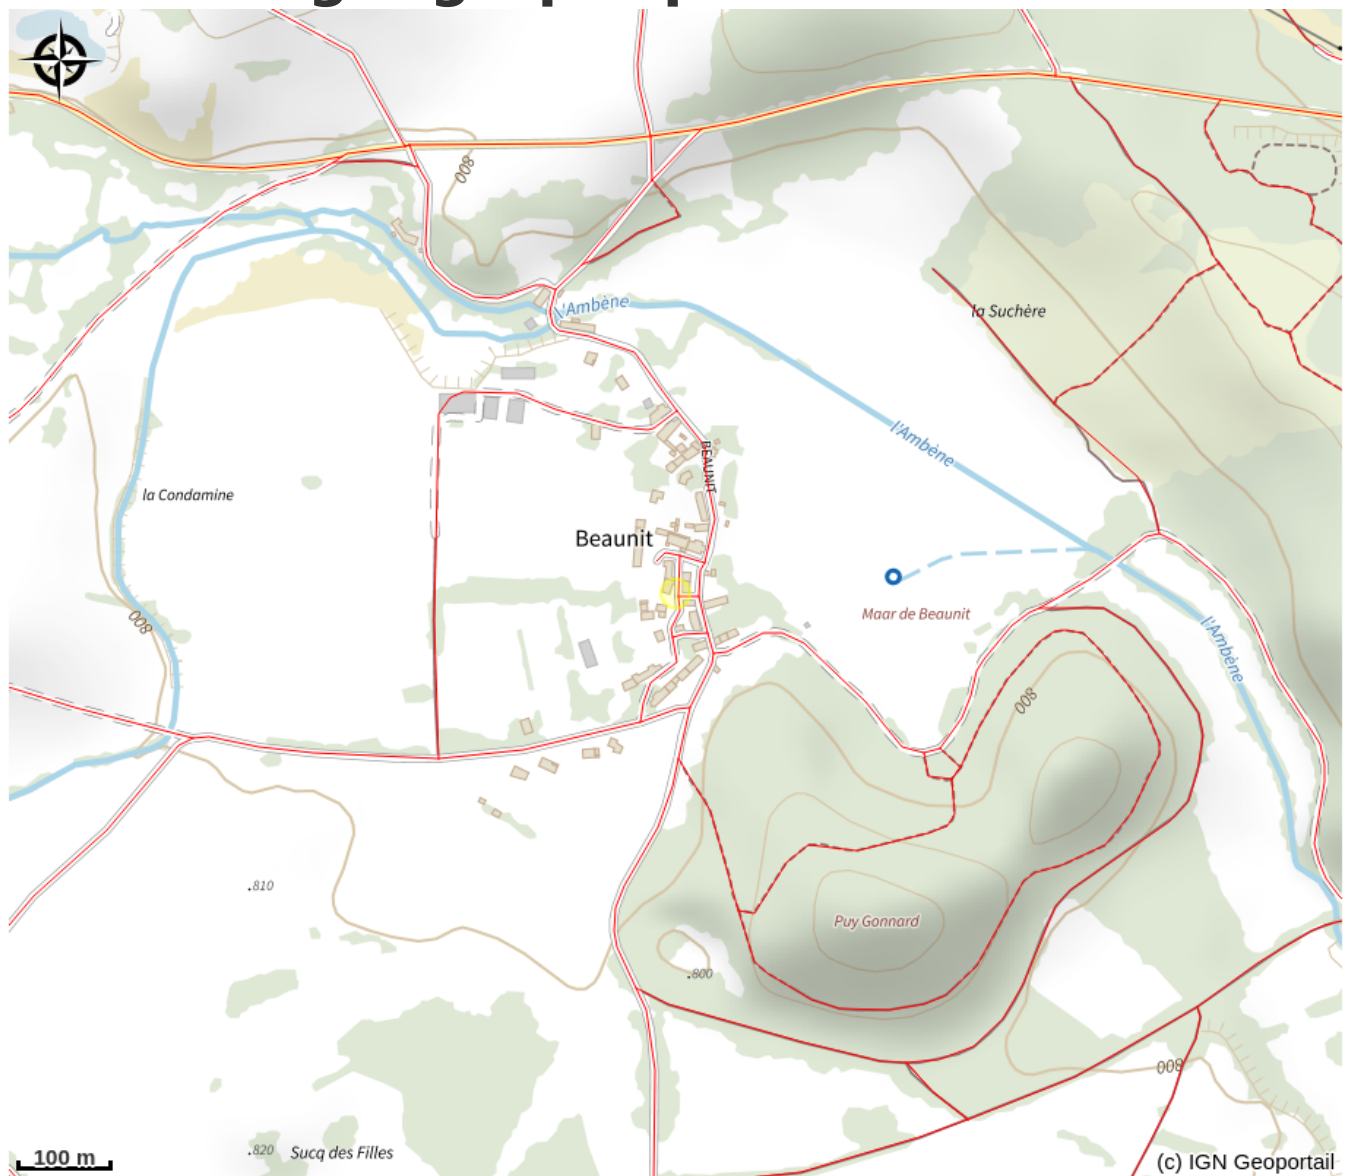 800
l'Ambène
la Suchère
BEAUNIT
l'Ambène
la Condamine
Beaunit
Maar de Beaunit
800
l'Ambène
800
.810
Puy Gonnard
.800
800
.820 Sucq des Filles
100 m
(c) IGN Geoportail